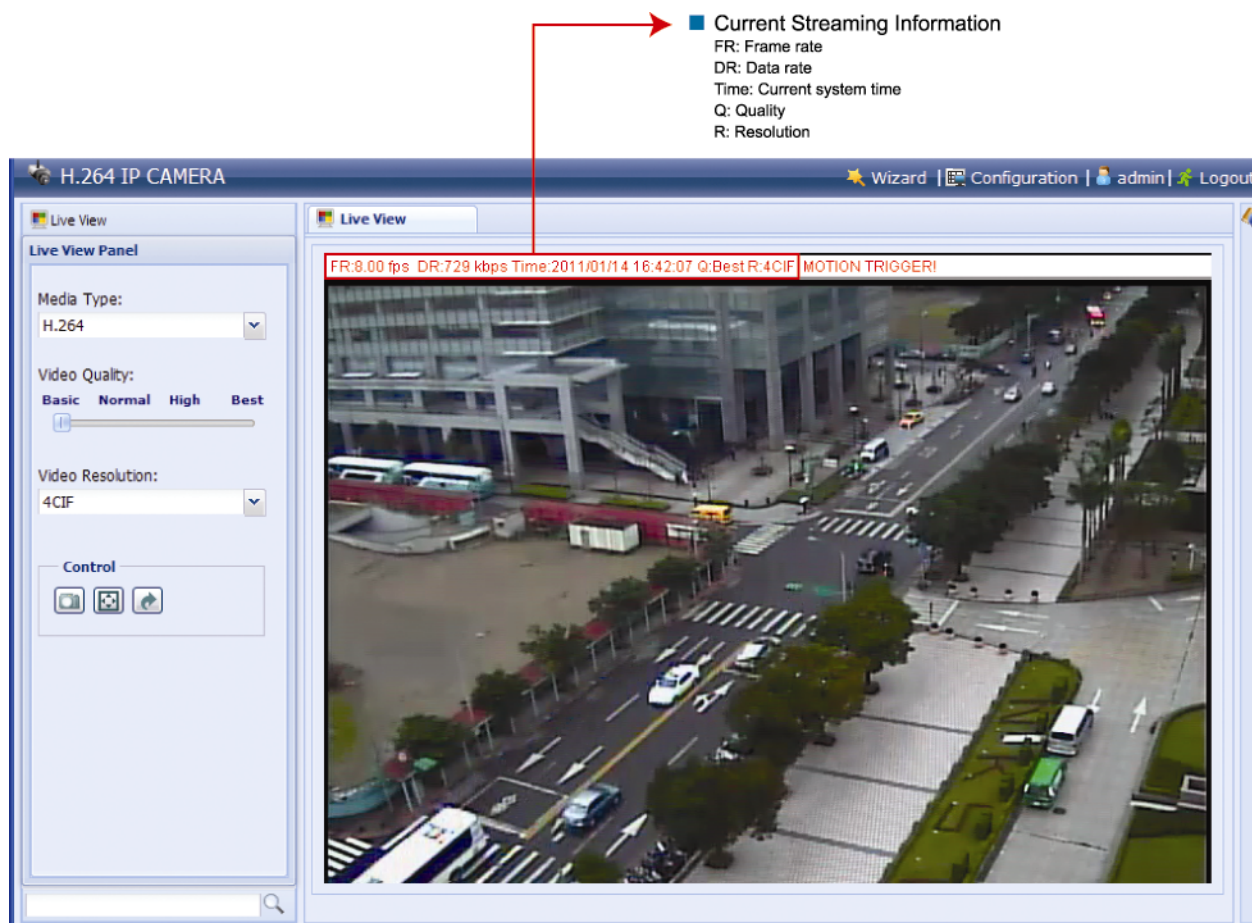 Current Streaming Information
FR: Frame rate
DR: Data rate
Time: Current system time
Q: Quality
R: Resolution
H.264 IP CAMERA
Wizard | Configuration | admin | Logout
Live View
Live View Panel
Media Type:
H.264
Video Quality:
Basic Normal High Best
Video Resolution:
4CIF
Control
Live View
FR:8.00 fps DR:729 kbps Time:2011/01/14 16:42:07 Q:Best R:4CIF MOTION TRIGGER!